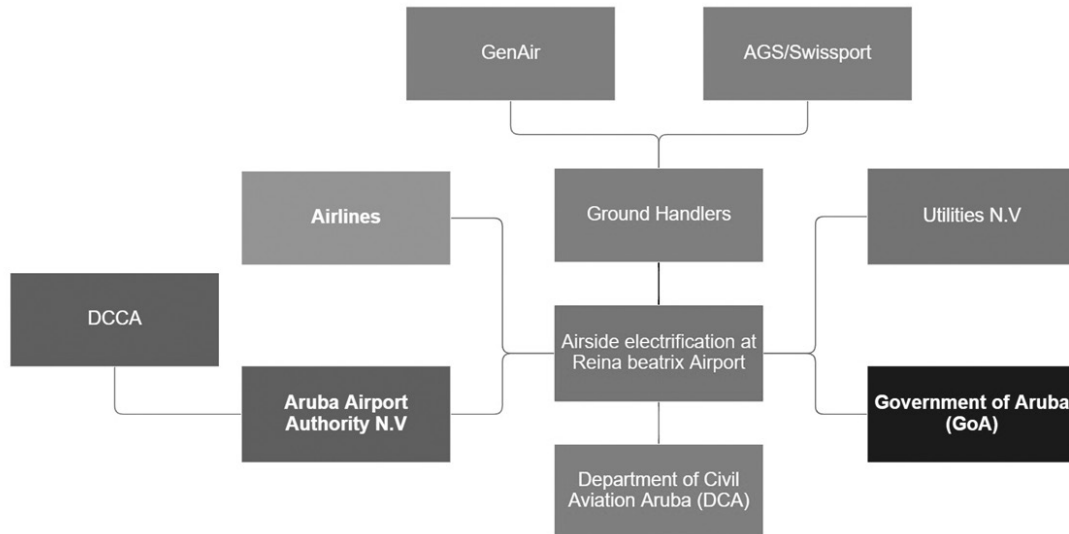 GenAir
AGS/Swissport
Airlines
Ground Handlers
Utilities N.V
DCCA
Airside electrification at
Reina beatrix Airport
Aruba Airport
Authority N.V
Government of Aruba
(GoA)
Department of Civil
Aviation Aruba (DCA)